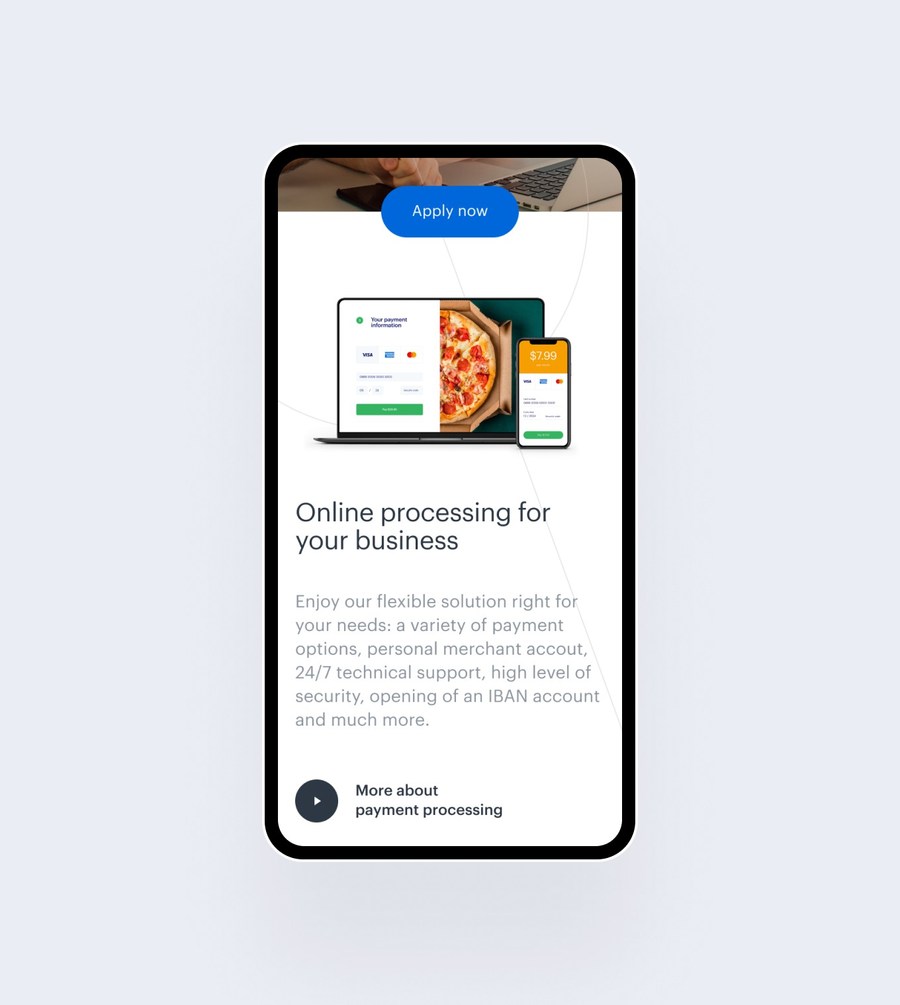 Apply now
Your payment
information
VISA
$7.99
VISA
Online processing for
your business
Enjoy our flexible solution right for
your needs: a variety of payment
options, personal merchant accout,
24/7 technical support, high level of
security, opening of an IBAN account
and much more.
More about
payment processing